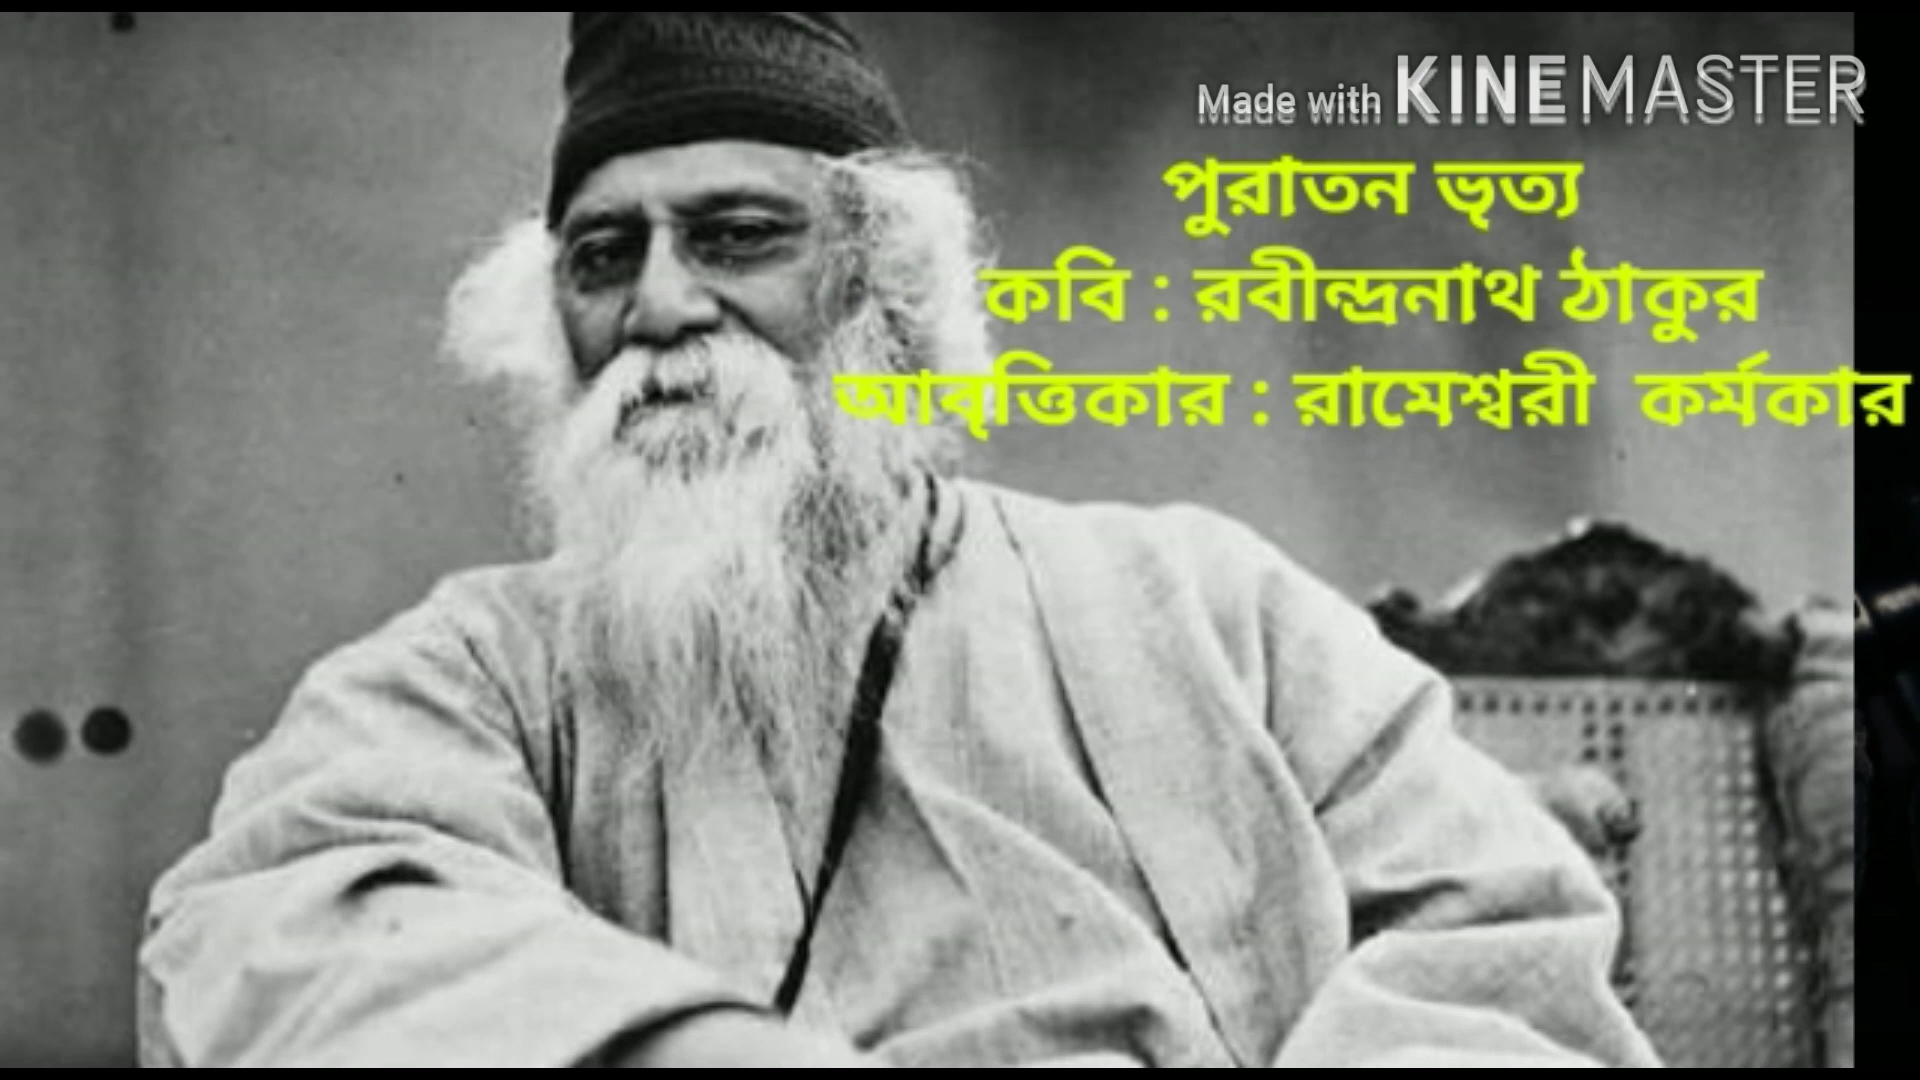 Made with KINEMASTER
পুরাতন ভৃত্য
কবি : রবীন্দ্রনাথ ঠাকুর
আবৃত্তিকার : রামেশ্বরী কর্মকার